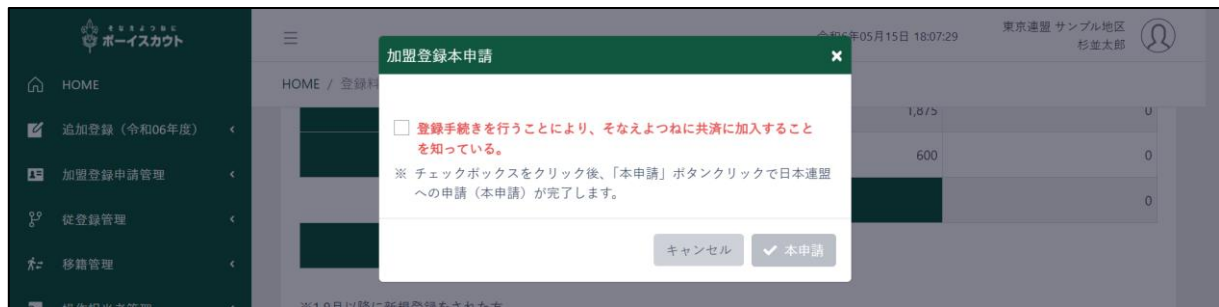 そなえよつねに
ボーイスカウト
HOME
追加登録（令和06年度）
加盟登録申請管理
従登録管理
移籍管理
令和6年05月15日 18:07:29
東京連盟 サンプル地区
杉並太郎
HOME / 登録料
加盟登録本申請
登録手続きを行うことにより、そなえよつねに共済に加入すること
を知っている。
※ チェックボックスをクリック後、「本申請」ボタンクリックで日本連盟
への申請（本申請）が完了します。
キャンセル
本申請
1,875
0
600
0
0